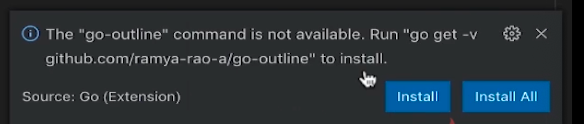 The "go-outline" command is not available. Run "go get -v
github.com/ramya-rao-a/go-outline" to install.
Source: Go (Extension)
Install
Install All